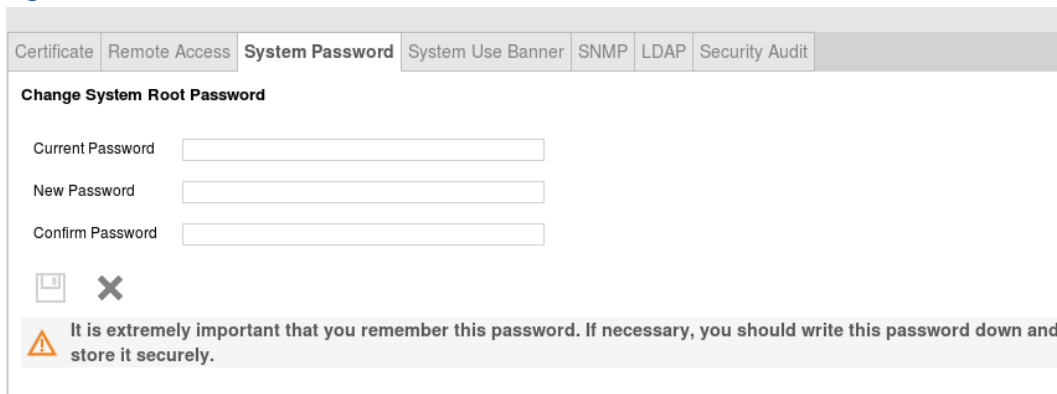 Certificate Remote Access System Password System Use Banner SNMP LDAP Security Audit
Change System Root Password
Current Password
New Password
Confirm Password
It is extremely important that you remember this password. If necessary, you should write this password down and
store it securely.